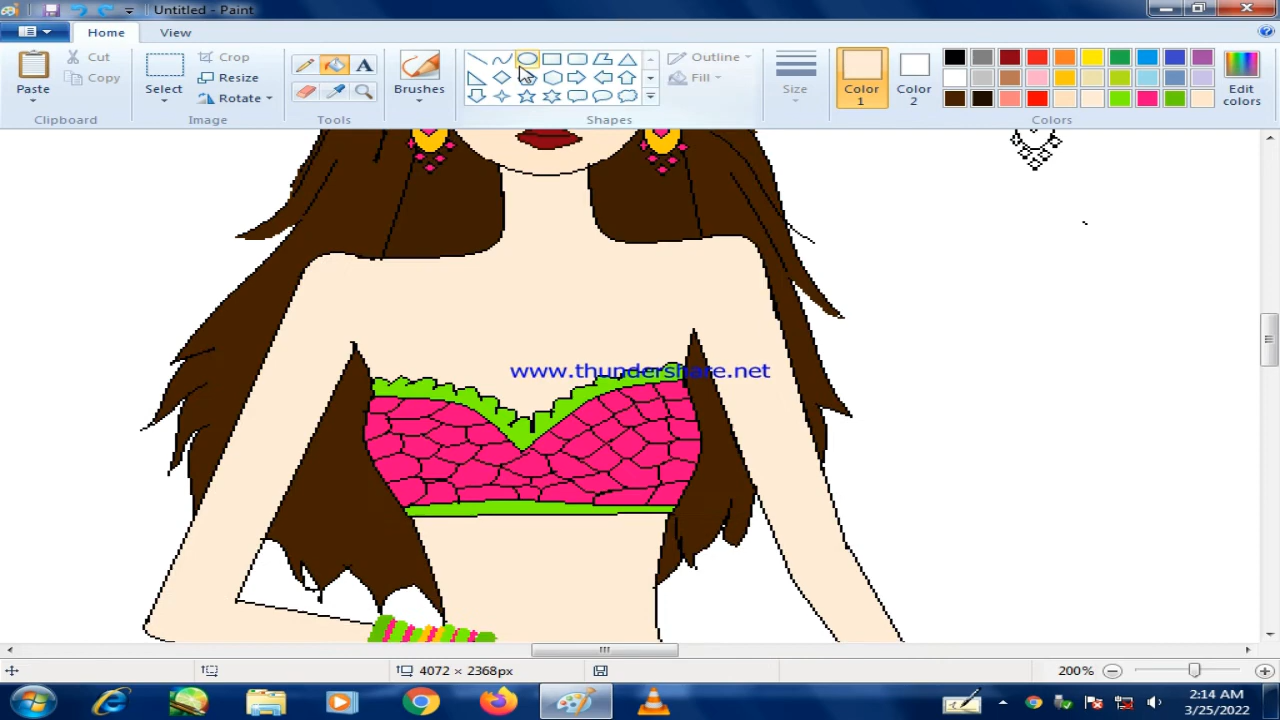 Untitled - Paint
Home
View
Paste
Cut
Copy
Clipboard
Select
Crop
Resize
Rotate
Image
A
Tools
Brushes
Shapes
Outline
Fill
Size
Color
1
Color
2
Edit
colors
Colors
www.thundershare.net
4072 × 2368px
200%
2:14 AM
3/25/2022